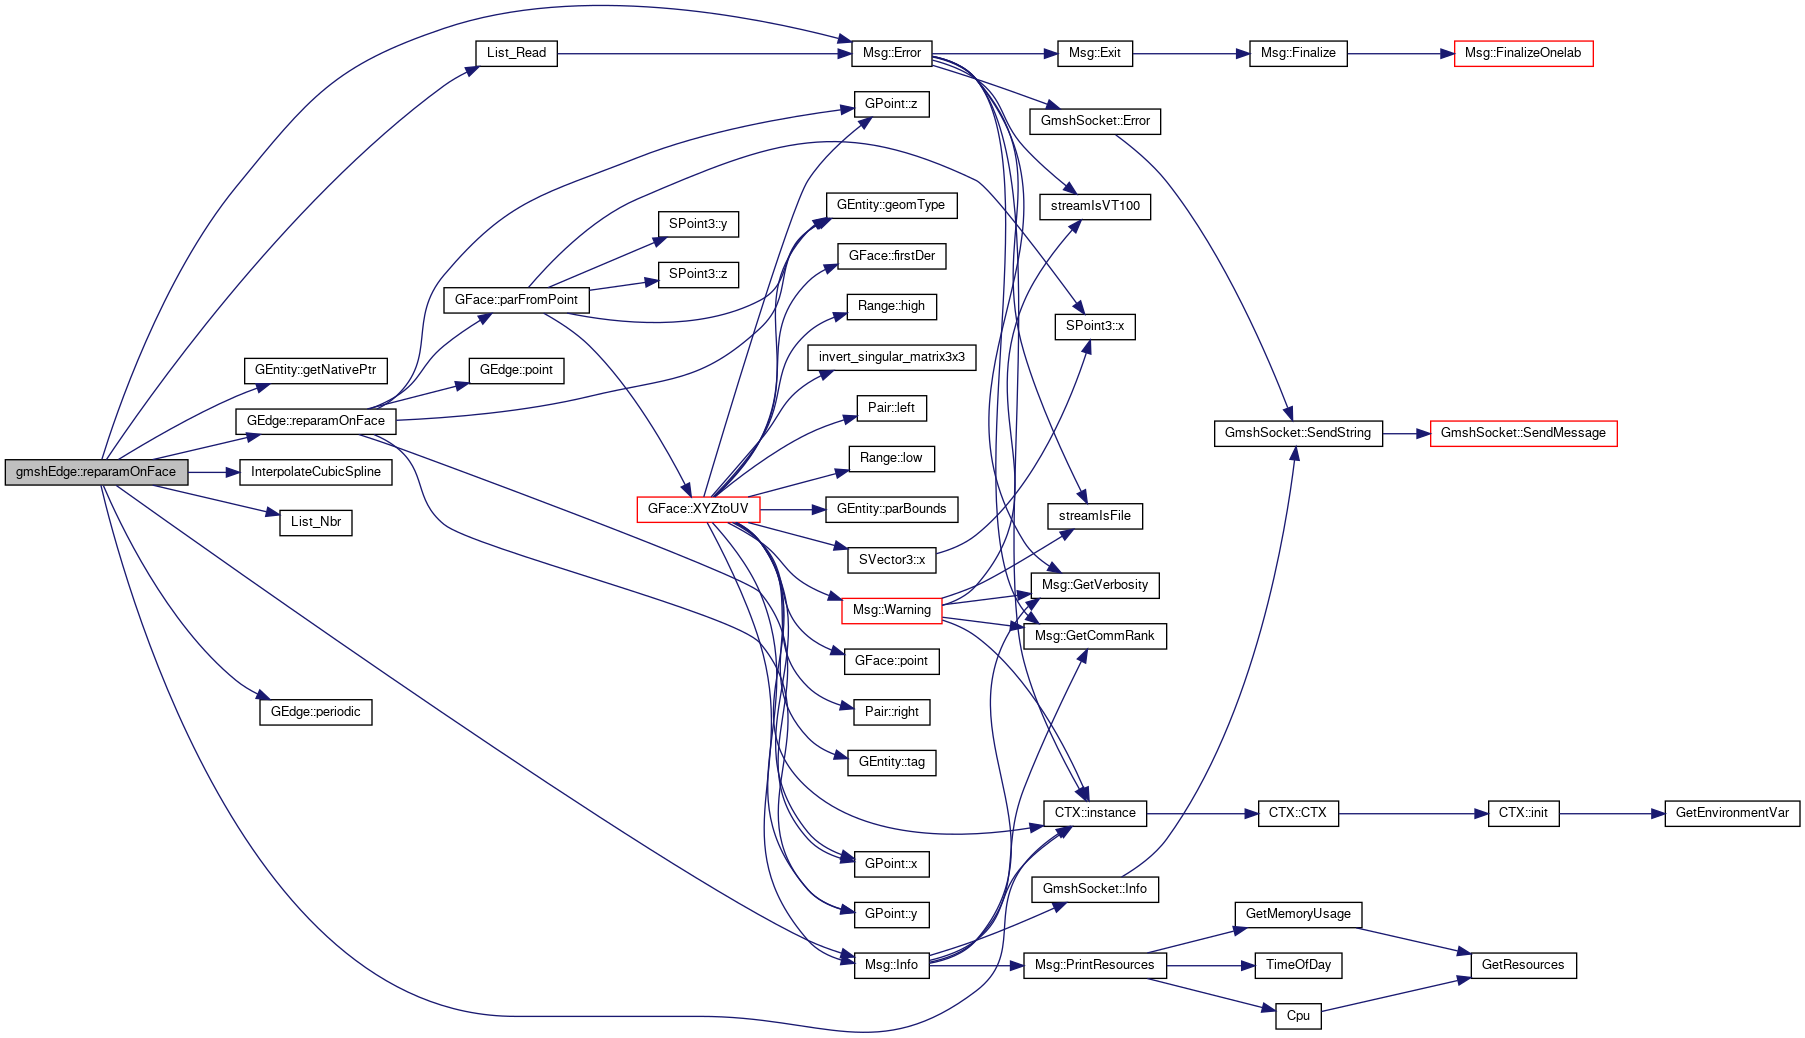 List_Read
Msg::Error
Msg::Exit
Msg::Finalize
Msg::FinalizeOnelab
GPoint::z
GmshSocket::Error
GEntity::geomType
streamIsVT100
SPoint3::y
GFace::firstDer
SPoint3::z
GFace::parFromPoint
Range::high
SPoint3::x
invert_singular_matrix3x3
GEntity::getNativePtr
GEdge::point
Pair::left
GEdge::reparamOnFace
GmshSocket::SendString
GmshSocket::SendMessage
Range::low
gmshEdge::reparamOnFace
InterpolateCubicSpline
GFace::XYZtoUV
GEntity::parBounds
streamIsFile
List_Nbr
SVector3::x
Msg::GetVerbosity
Msg::Warning
Msg::GetCommRank
GFace::point
GEdge::periodic
Pair::right
GEntity::tag
CTX::instance
CTX::CTX
CTX::init
GetEnvironmentVar
GPoint::x
GmshSocket::Info
GPoint::y
GetMemoryUsage
Msg::Info
Msg::PrintResources
TimeOfDay
GetResources
Cpu